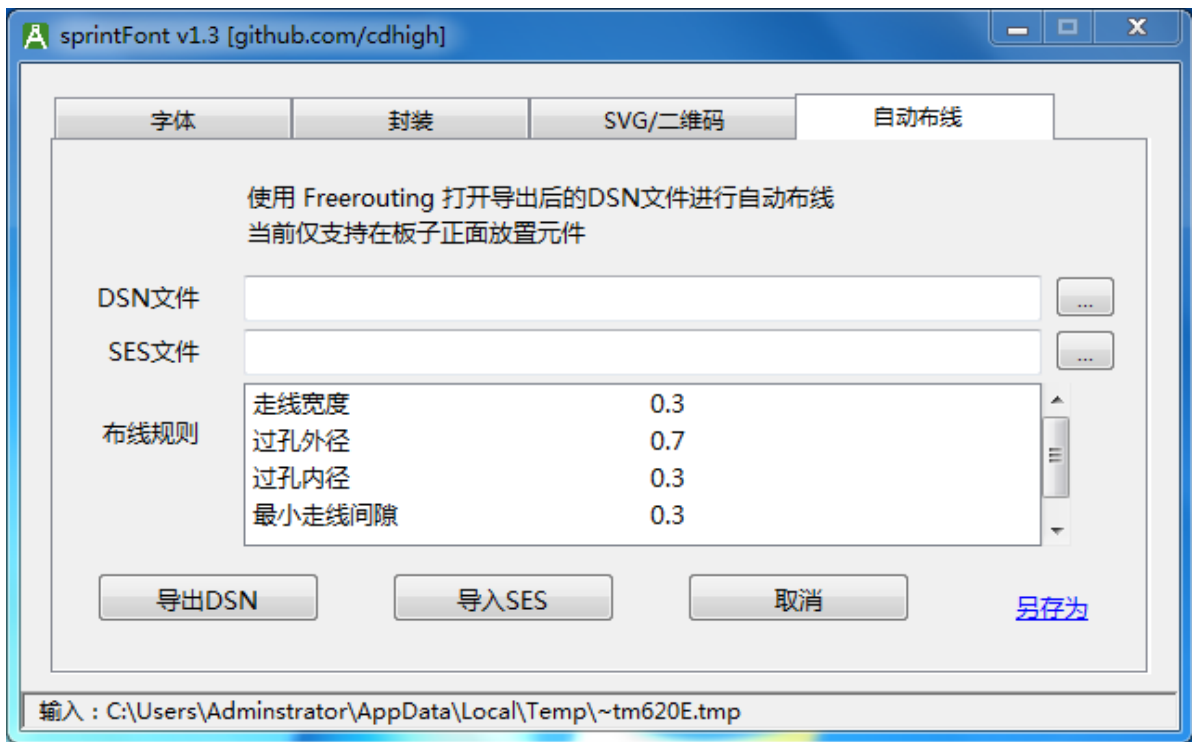 sprintFont v1.3 [github.com/cdhigh]
字体 封装 SVG/二维码 自动布线
使用 Freerouting 打开导出后的DSN文件进行自动布线
当前仅支持在板子正面放置元件
DSN文件 ...
SES文件 ...
布线规则
走线宽度 0.3
过孔外径 0.7
过孔内径 0.3
最小走线间隙 0.3
导出DSN 导入SES 取消 另存为
输入：C:\Users\Adminstrator\AppData\Local\Temp\~tm620E.tmp